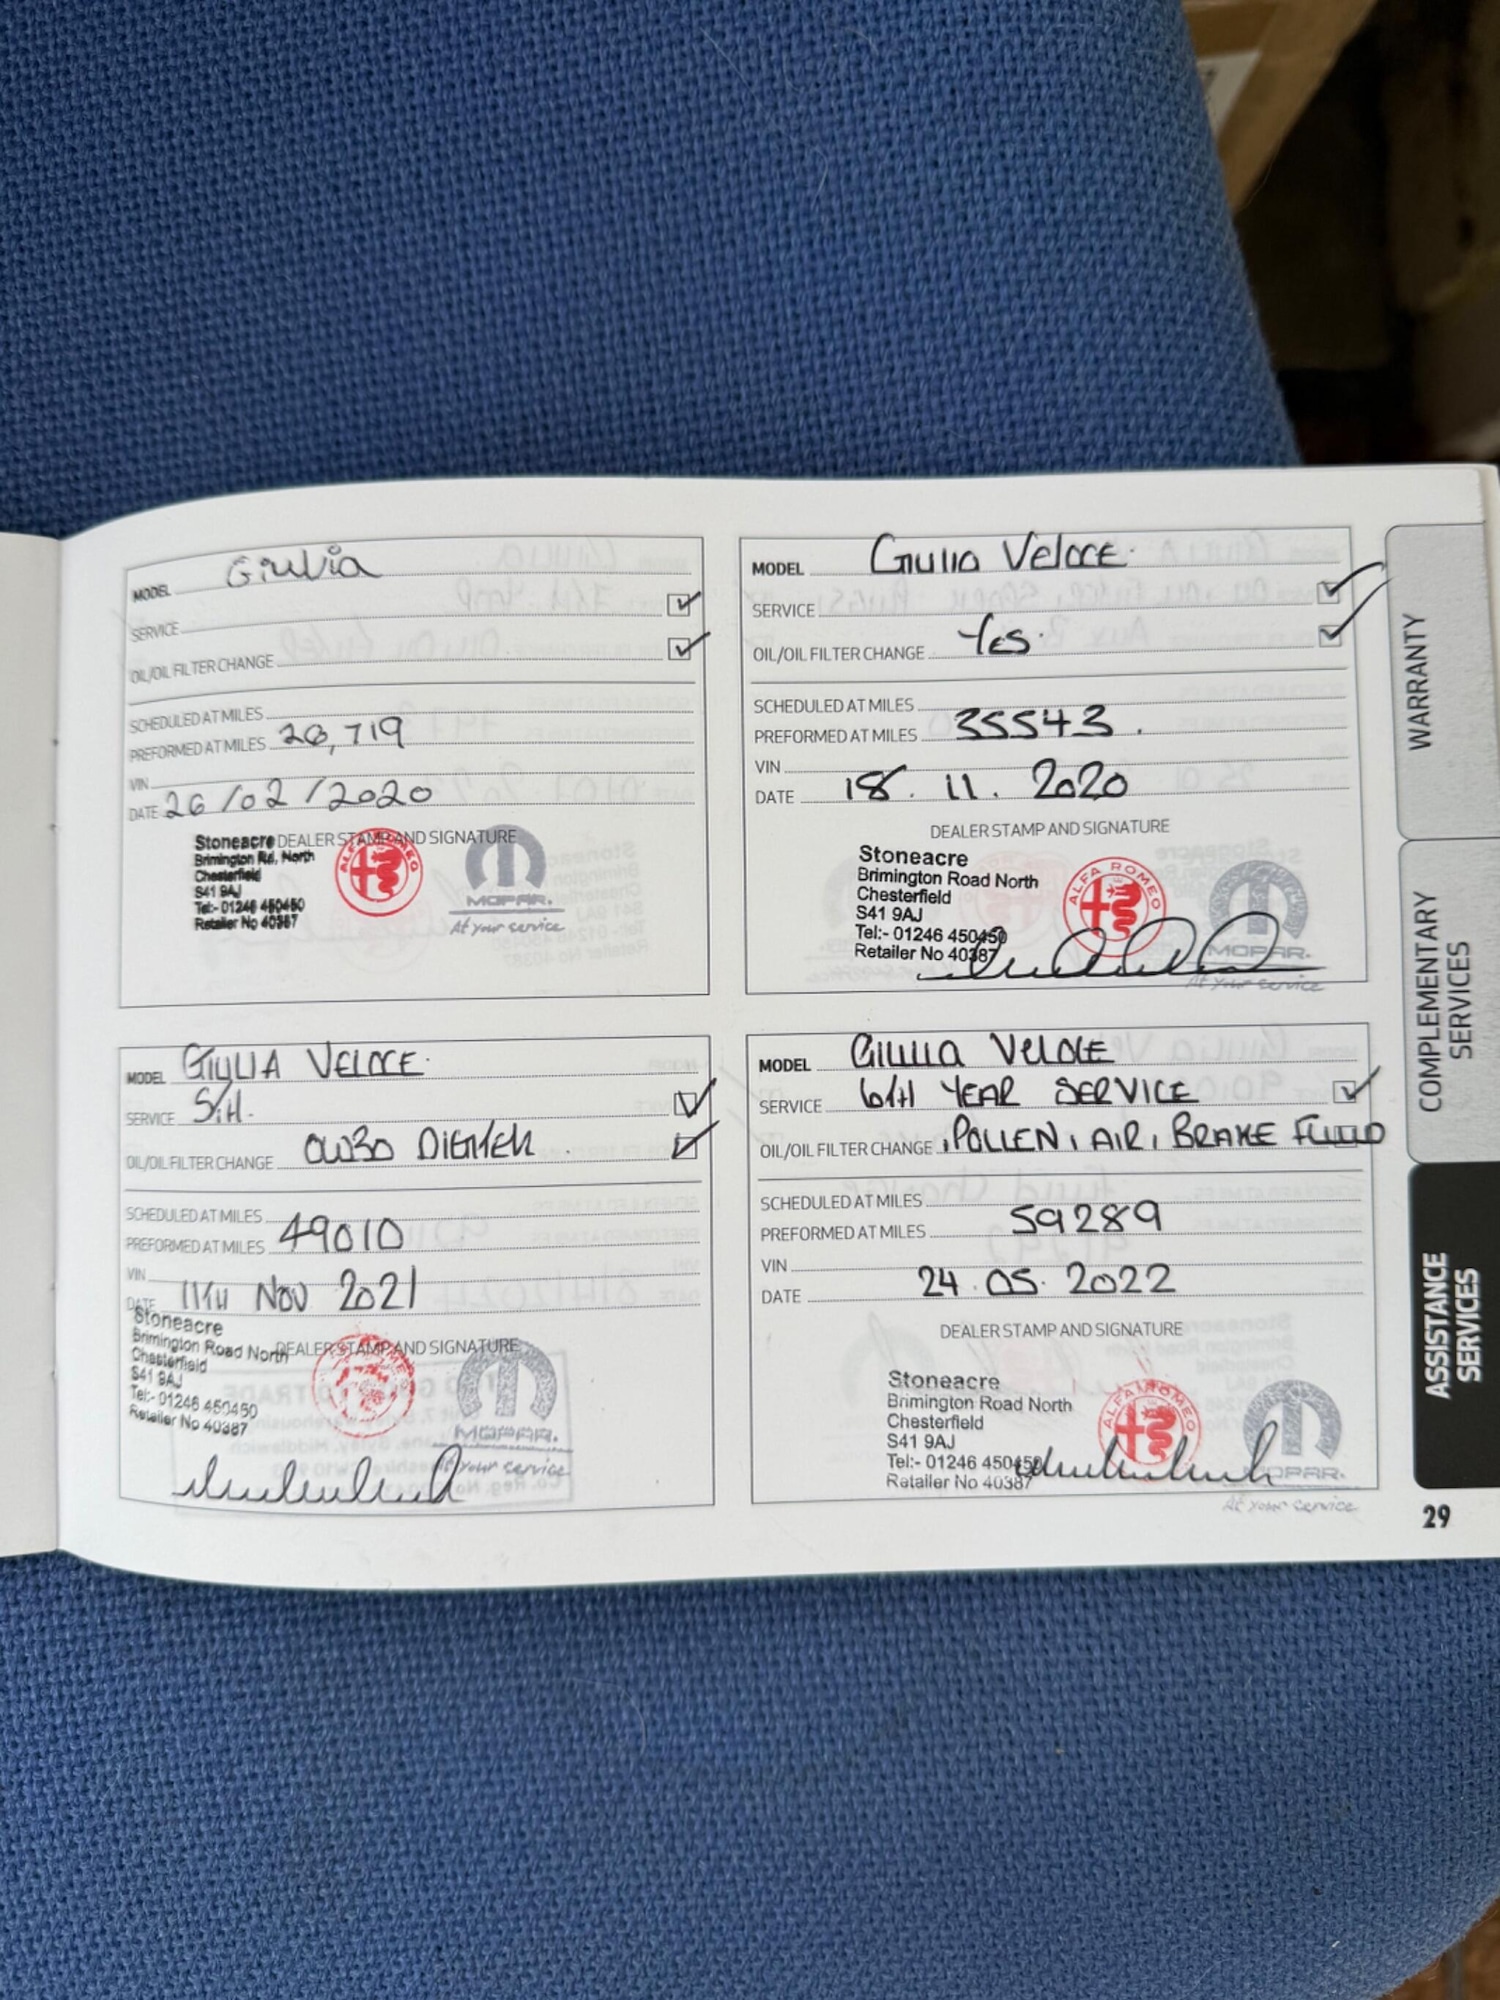 MODEL Giulia
SERVICE
OIL/OIL FILTER CHANGE
SCHEDULED AT MILES
PREFORMED AT MILES 26,719
VIN
DATE 26/02/2020
DEALER STAMP AND SIGNATURE
Stoneacre
Brimington Rd. North
Chesterfield
S41 9AJ
Tel:- 01246 450450
Retailer No 40387
ALFA ROMEO
MOPAR.
At your service
MODEL Giulia Veloce.
SERVICE
OIL/OIL FILTER CHANGE Yes.
SCHEDULED AT MILES
PREFORMED AT MILES 35543.
VIN
DATE 18.11.2020
DEALER STAMP AND SIGNATURE
Stoneacre
Brimington Road North
Chesterfield
S41 9AJ
Tel:- 01246 450450
Retailer No 40387
ALFA ROMEO
MOPAR.
At your service
MODEL GIULIA VELOCE.
SERVICE S/H.
OIL/OIL FILTER CHANGE 0W30
SCHEDULED AT MILES
PREFORMED AT MILES 49010
VIN
DATE 11TH NOV 2021
DEALER STAMP AND SIGNATURE
Stoneacre
Brimington Road North
Chesterfield
S41 9AJ
Tel:- 01246 450450
Retailer No 40387
MOPAR.
At your service
MODEL GIULIA VELOCE
SERVICE 6TH YEAR SERVICE
OIL/OIL FILTER CHANGE , POLLEN, AIR, BRAKE FLUID
SCHEDULED AT MILES
PREFORMED AT MILES 59289
VIN
DATE 24.05.2022
DEALER STAMP AND SIGNATURE
Stoneacre
Brimington Road North
Chesterfield
S41 9AJ
Tel:- 01246 450450
Retailer No 40387
ALFA ROMEO
MOPAR.
At your service
WARRANTY
COMPLEMENTARY
SERVICES
ASSISTANCE
SERVICES
29